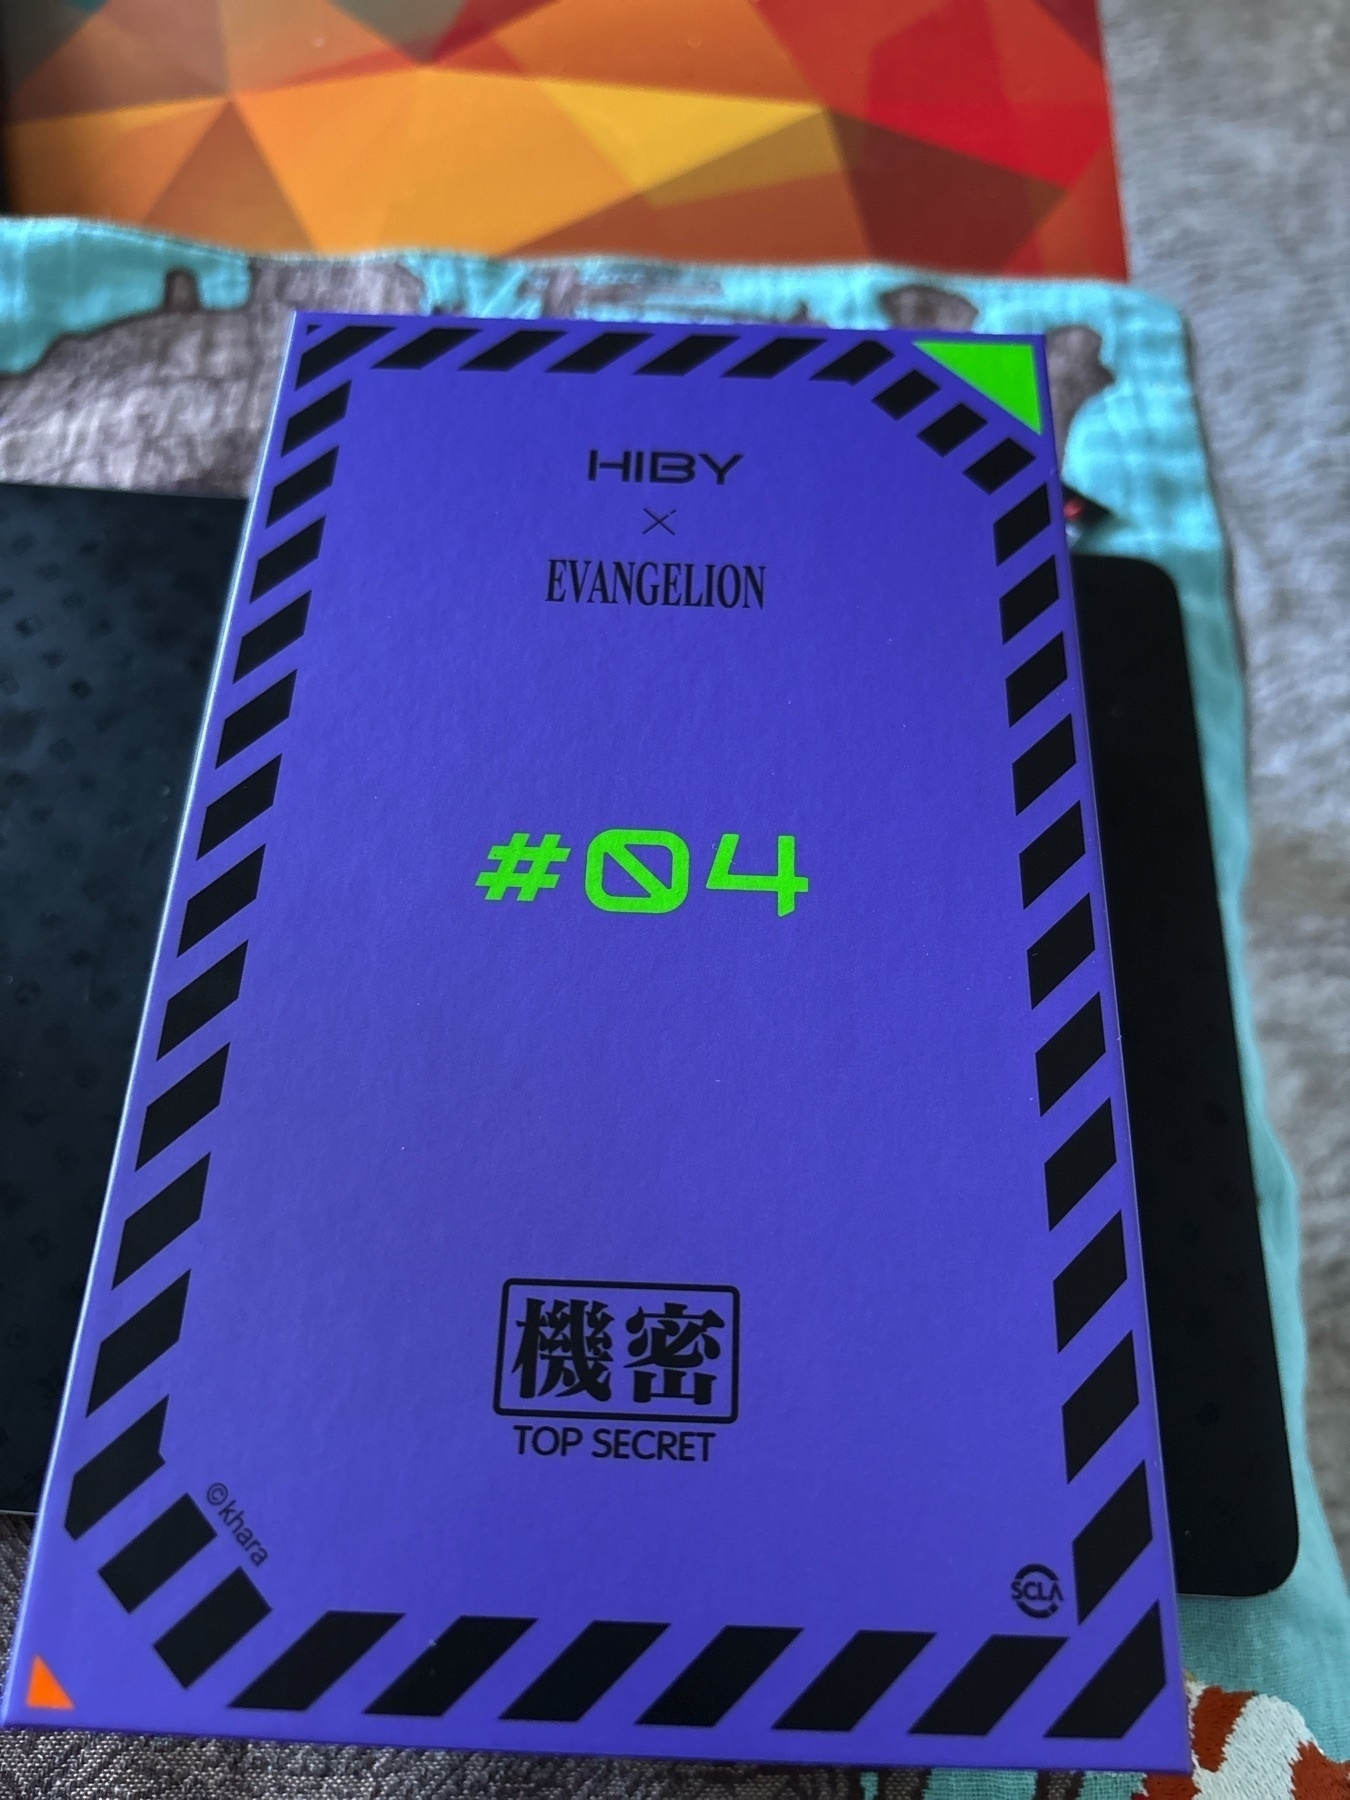 HIBY
×
EVANGELION
#04
機密
TOP SECRET
©khara
SCLA